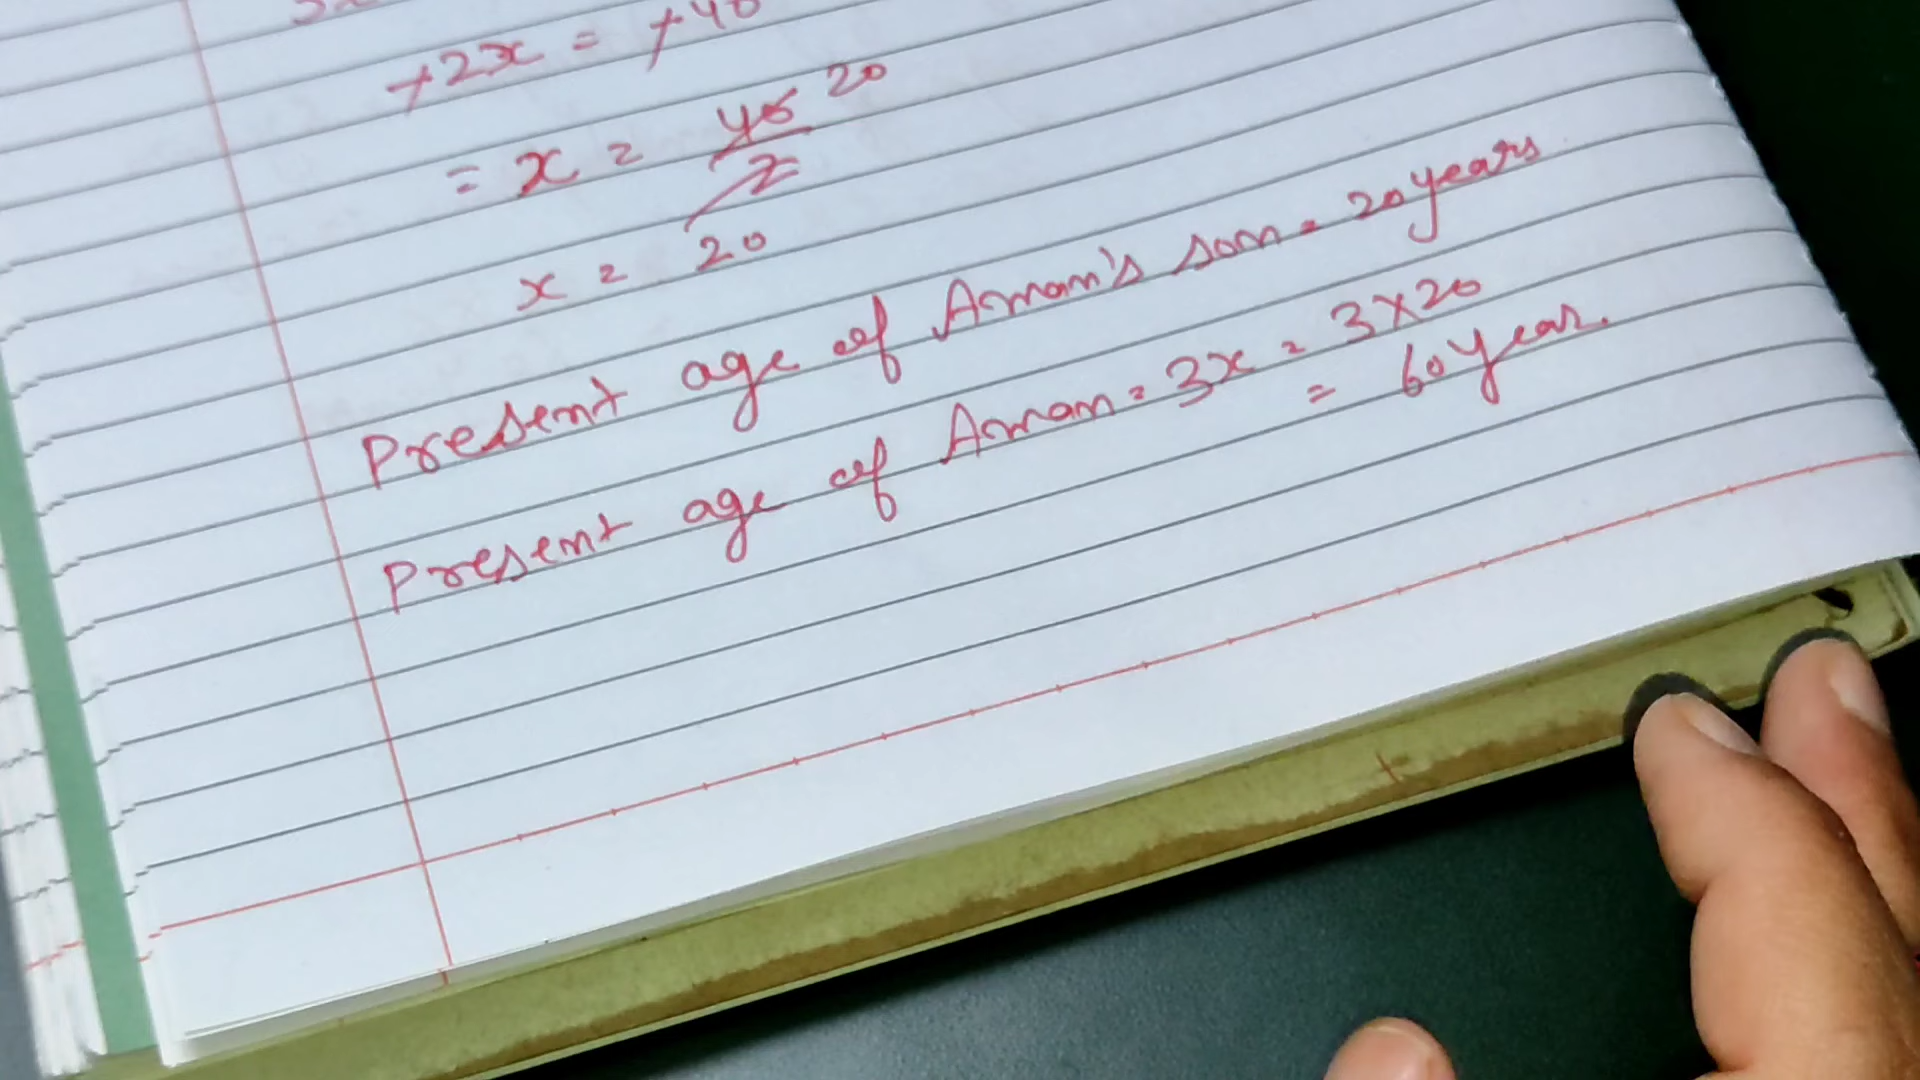 +2x = +40
= x = 40/2 20
x = 20
Present age of Aman's son = 20 years
Present age of Aman = 3x = 3×20
= 60 year.